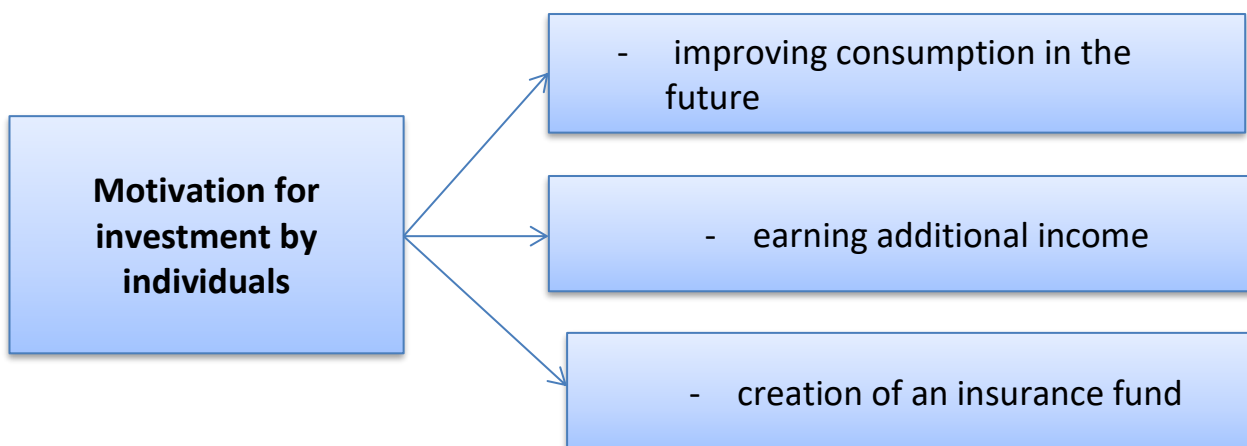 - improving consumption in the
future
Motivation for
investment by
individuals
- earning additional income
- creation of an insurance fund